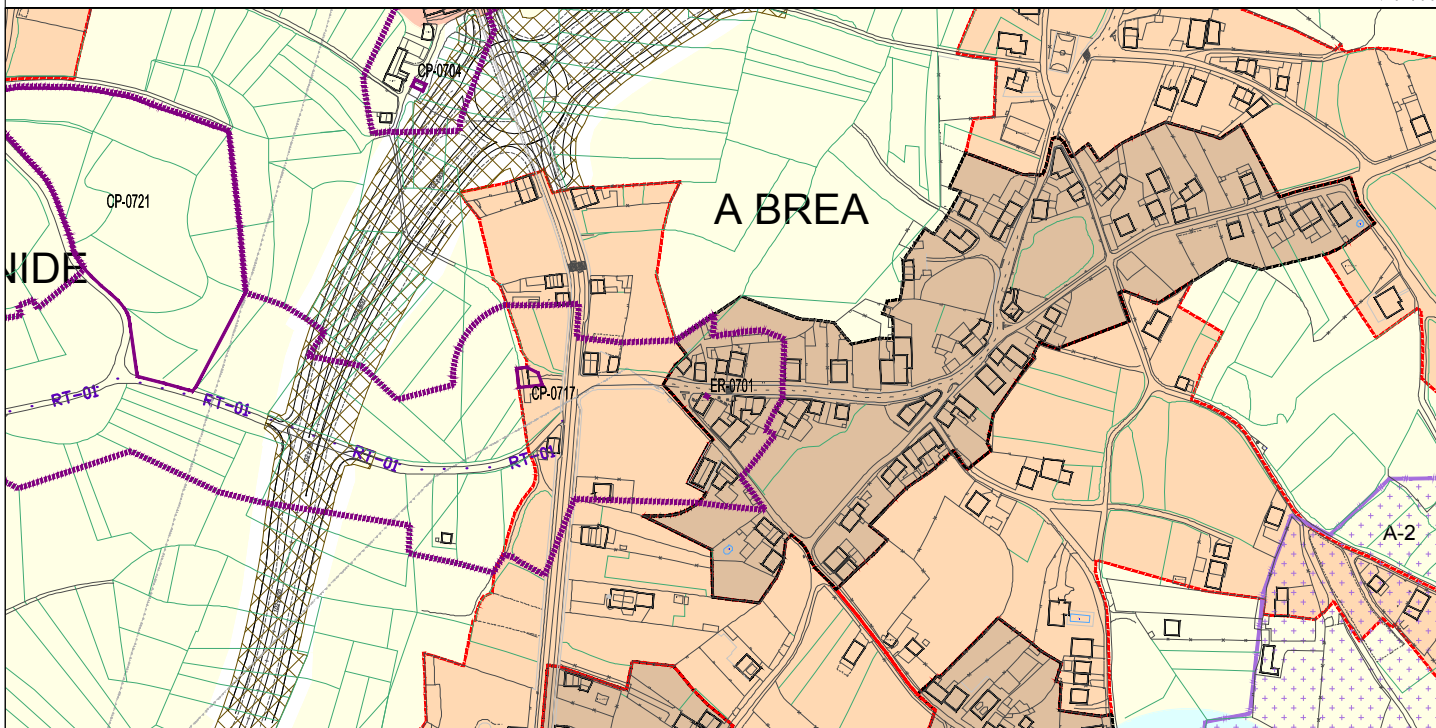 CP-0704
CP-0721
A BREA
NIDE
ER-0701
CP-0717
RT-01
RT-01
RT-01
RT-01
A-2